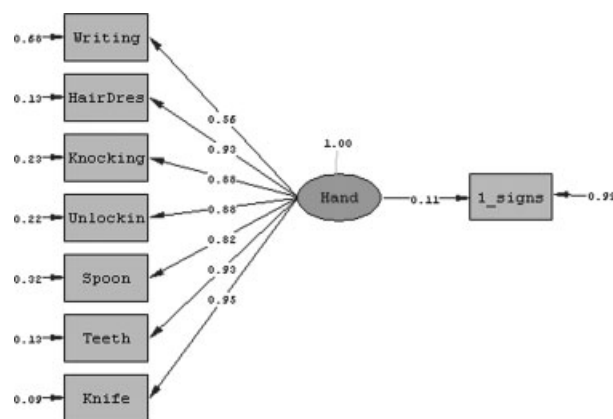 0.68 Writing
0.56
0.13 HairDres
0.93
0.23 Knocking
0.88
1.00
Hand
0.11 1_signs 0.99
0.22 Unlockin
0.88
0.32 Spoon
0.82
0.13 Teeth
0.93
0.09 Knife
0.95